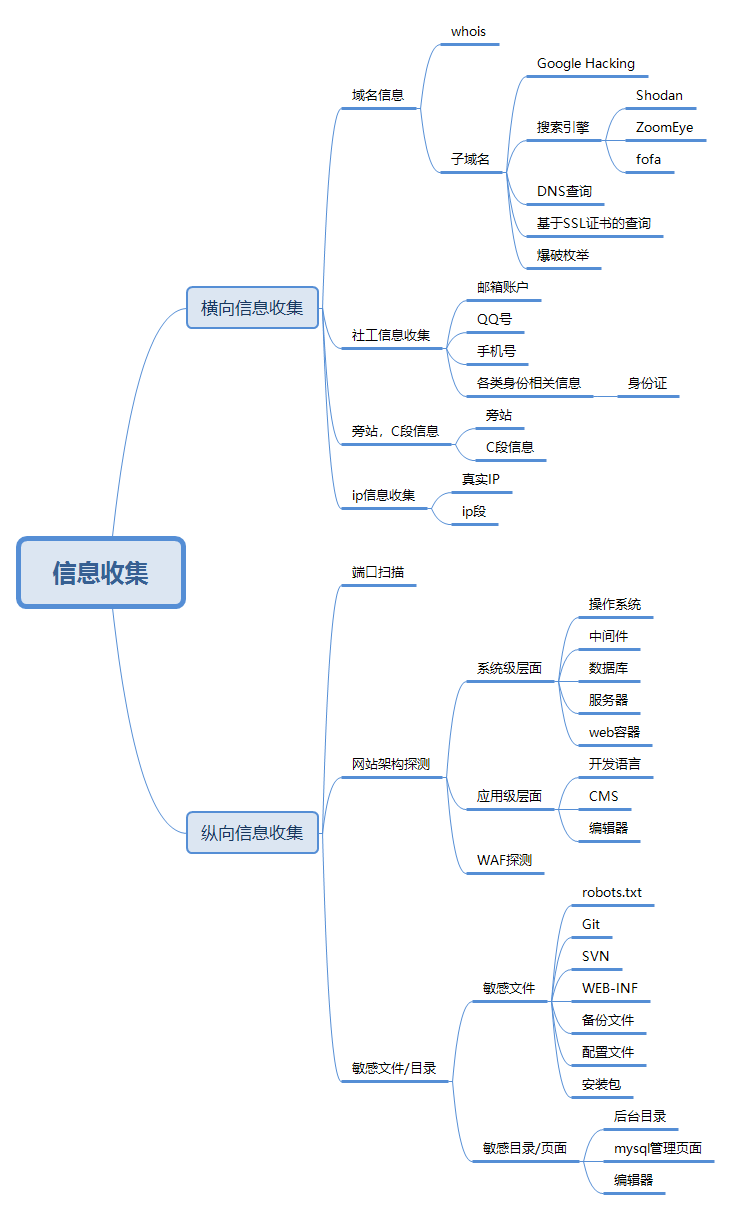 信息收集
横向信息收集
域名信息
whois
子域名
Google Hacking
搜索引擎
Shodan
ZoomEye
fofa
DNS查询
基于SSL证书的查询
爆破枚举
社工信息收集
邮箱账户
QQ号
手机号
各类身份相关信息
身份证
旁站，C段信息
旁站
C段信息
ip信息收集
真实IP
ip段
纵向信息收集
端口扫描
网站架构探测
系统级层面
操作系统
中间件
数据库
服务器
web容器
应用级层面
开发语言
CMS
编辑器
WAF探测
敏感文件/目录
敏感文件
robots.txt
Git
SVN
WEB-INF
备份文件
配置文件
安装包
敏感目录/页面
后台目录
mysql管理页面
编辑器